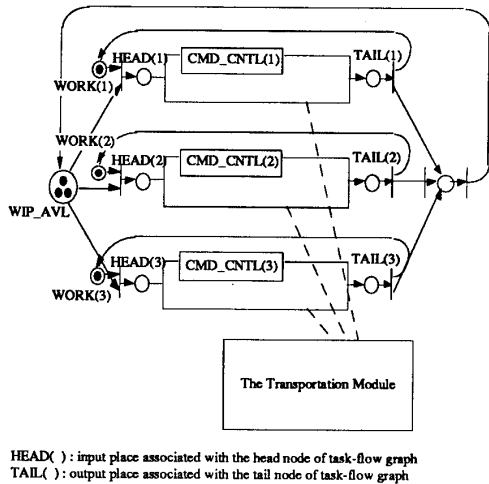 HEAD(1)
CMD_CNTL(1)
TAIL(1)
WORK(1)
WORK(2)
HEAD(2)
CMD_CNTL(2)
TAIL(2)
WIP_AVL
HEAD(3)
CMD_CNTL(3)
TAIL(3)
WORK(3)
The Transportation Module
HEAD( ) : input place associated with the head node of task-flow graph
TAIL( ) : output place associated with the tail node of task-flow graph